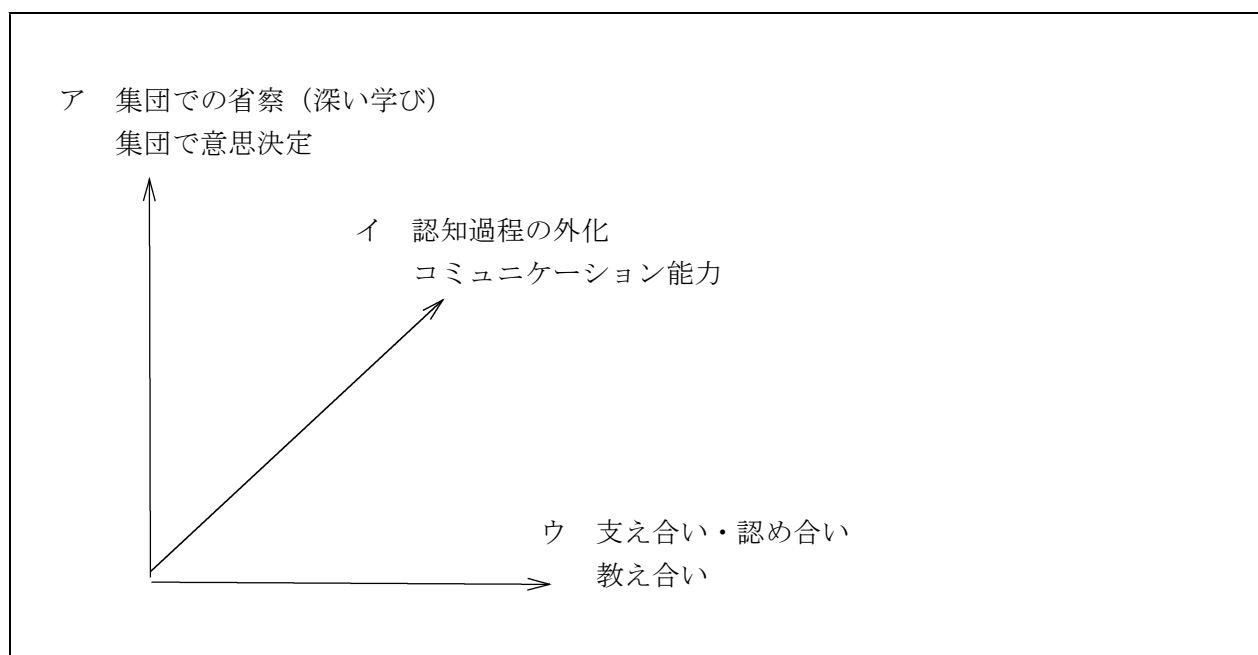 ア 集団での省察（深い学び）
集団で意思決定
イ 認知過程の外化
コミュニケーション能力
ウ 支え合い・認め合い
教え合い